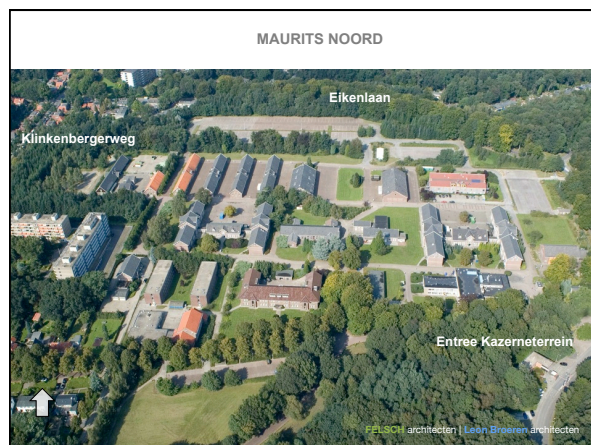 MAURITS NOORD
Eikenlaan
Klinkenbergerweg
Entree Kazerneterrein
FELSCH architecten | Leon Broeren architecten